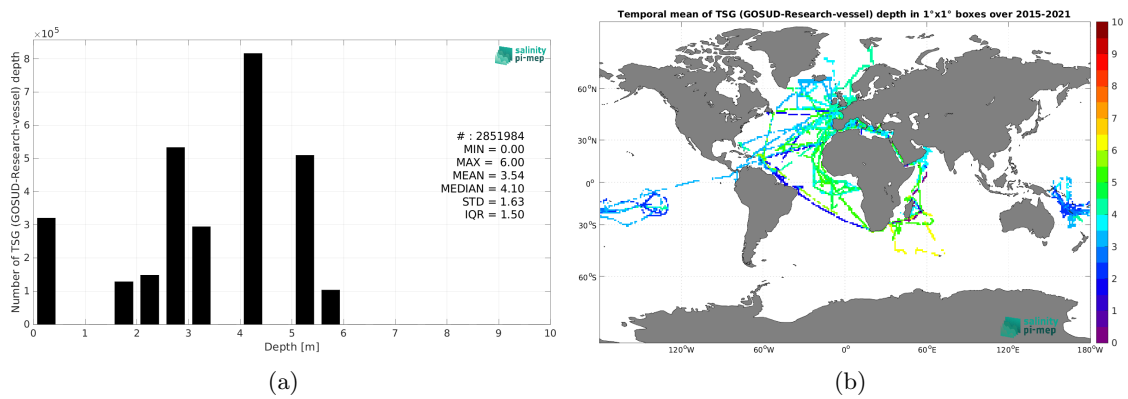 ×10⁵
8
7
6
5
4
3
2
1
0
Number of TSG (GOSUD-Research-vessel) depth
salinity
pi-mep
# : 2851984
MIN = 0.00
MAX = 6.00
MEAN = 3.54
MEDIAN = 4.10
STD = 1.63
IQR = 1.50
0 1 2 3 4 5 6 7 8 9 10
Depth [m]
(a)
Temporal mean of TSG (GOSUD-Research-vessel) depth in 1°x1° boxes over 2015-2021
60°N
30°N
0°
30°S
60°S
120°W 60°W 0° 60°E 120°E 180°W
salinity
pi-mep
10
9
8
7
6
5
4
3
2
1
0
(b)